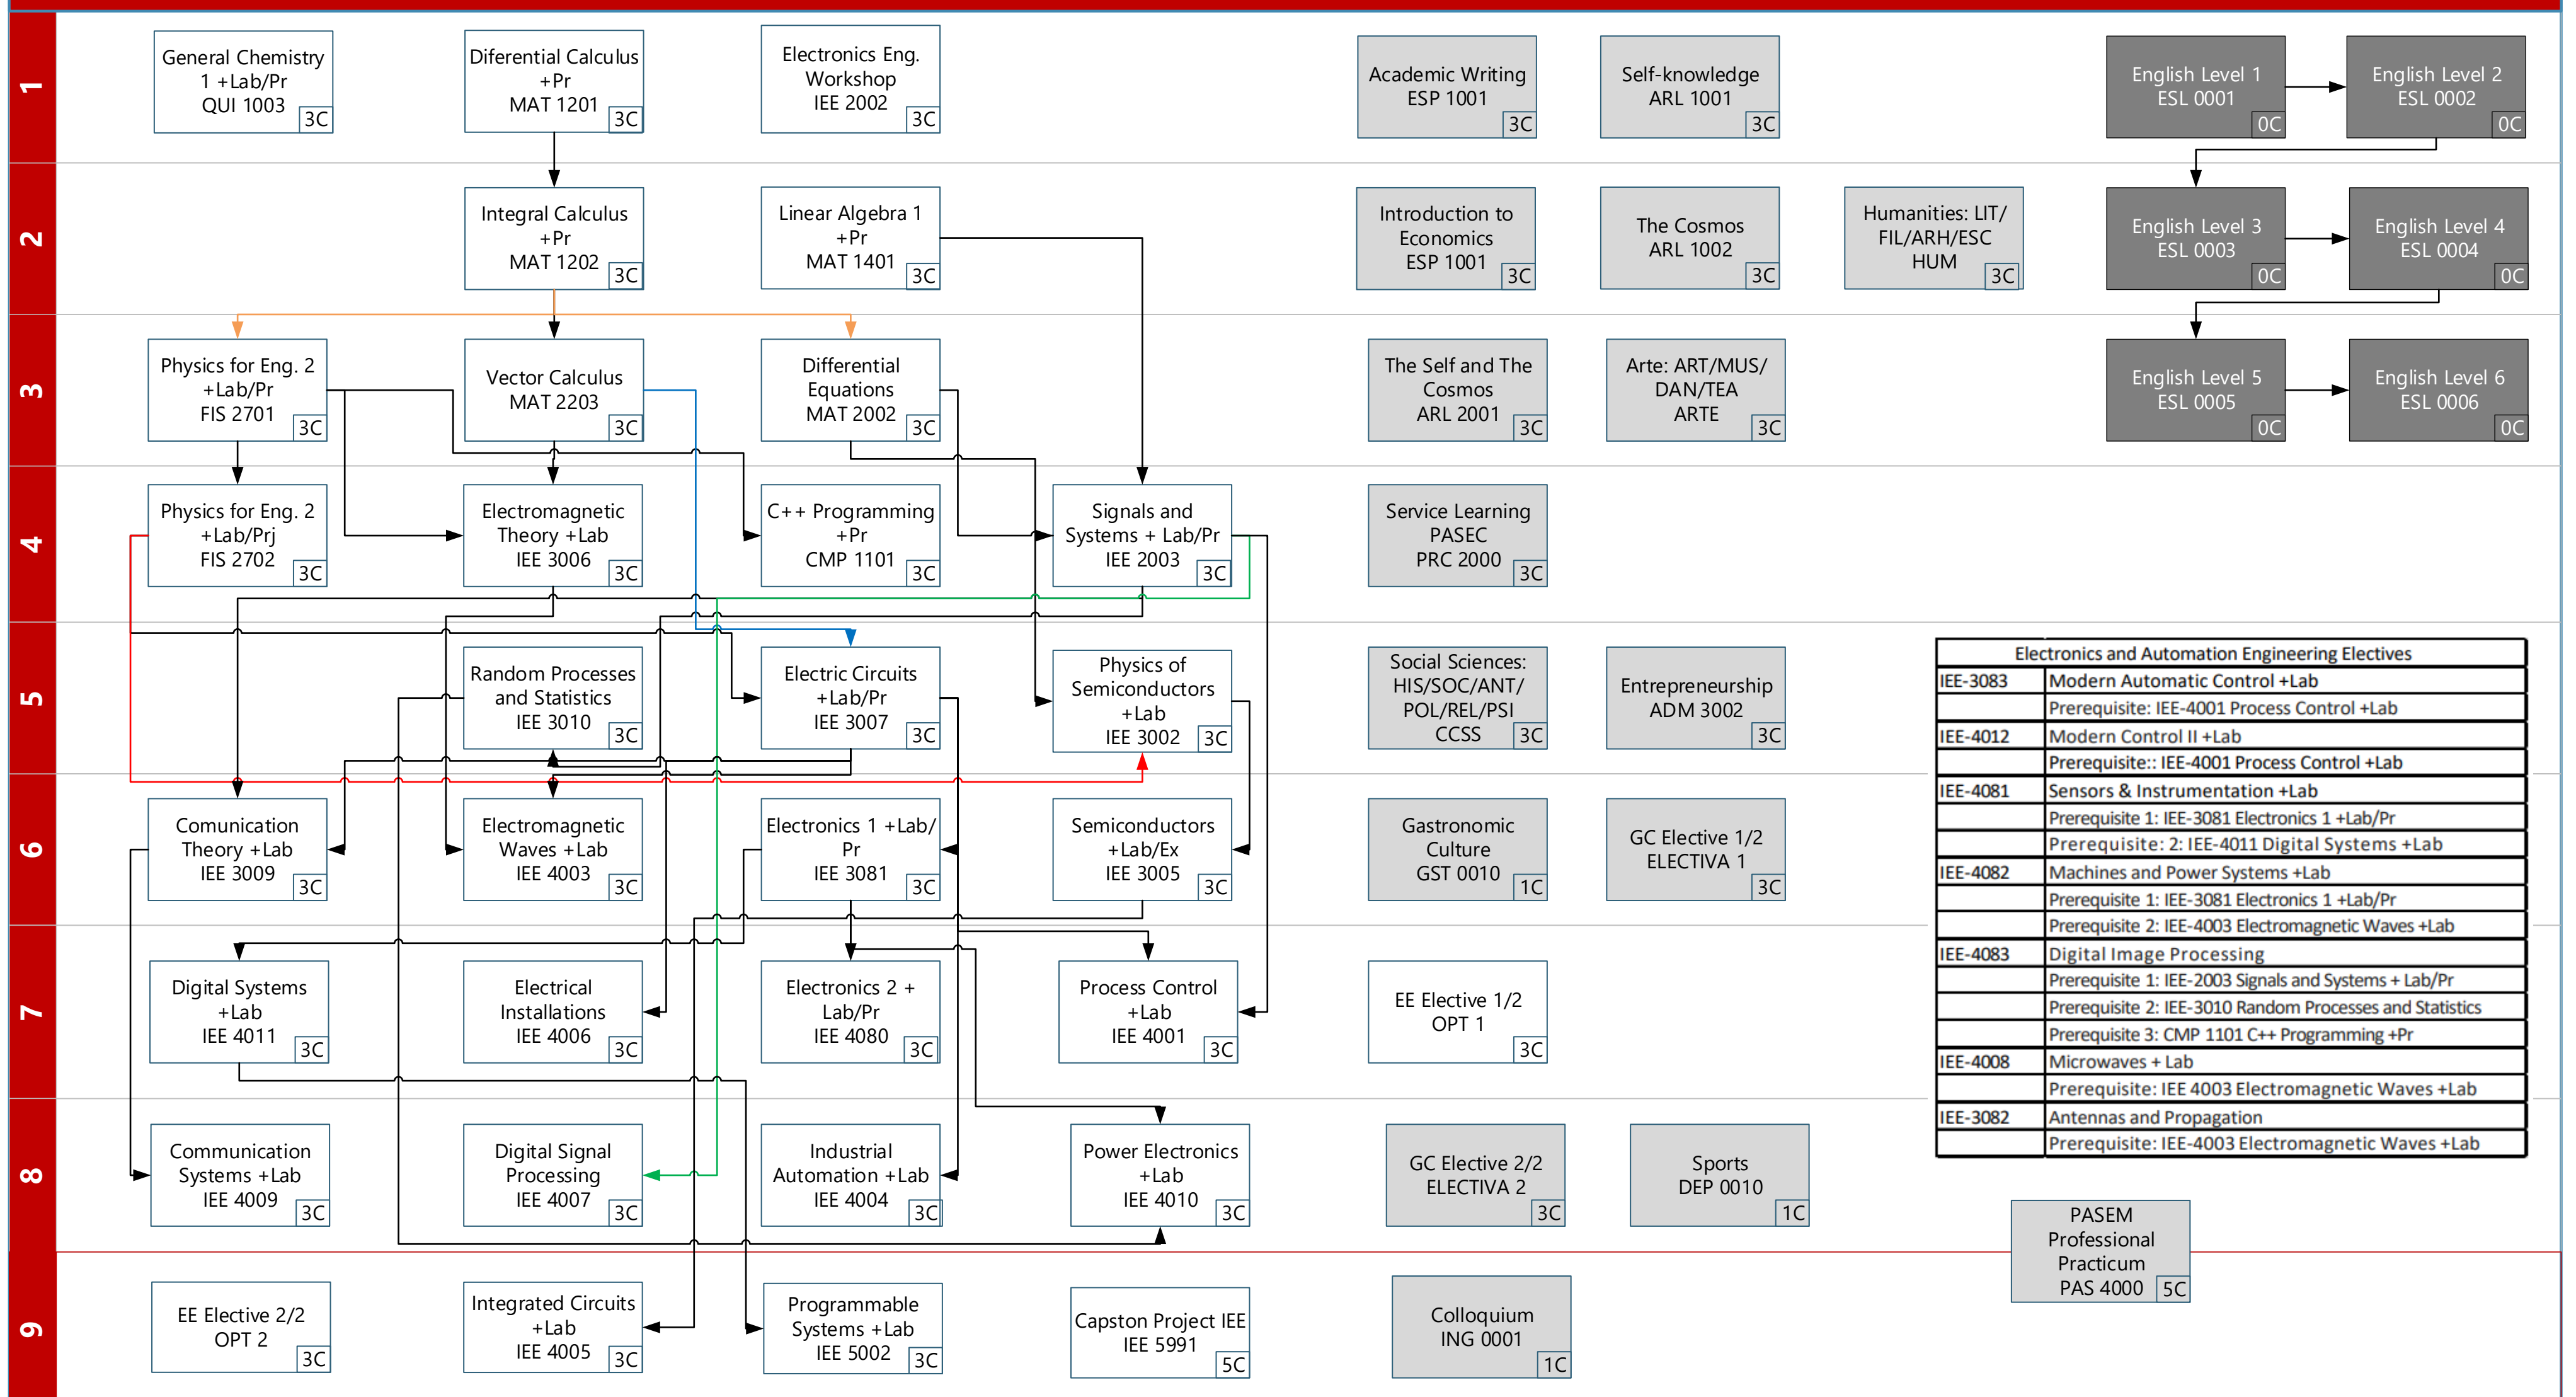 1
General Chemistry
1 +Lab/Pr
QUI 1003
3C
Diferential Calculus
+Pr
MAT 1201
3C
Electronics Eng.
Workshop
IEE 2002
3C
Academic Writing
ESP 1001
3C
Self-knowledge
ARL 1001
3C
English Level 1
ESL 0001
0C
English Level 2
ESL 0002
0C
2
Integral Calculus
+Pr
MAT 1202
3C
Linear Algebra 1
+Pr
MAT 1401
3C
Introduction to
Economics
ESP 1001
3C
The Cosmos
ARL 1002
3C
Humanities: LIT/
FIL/ARH/ESC
HUM
3C
English Level 3
ESL 0003
0C
English Level 4
ESL 0004
0C
3
Physics for Eng. 2
+Lab/Pr
FIS 2701
3C
Vector Calculus
MAT 2203
3C
Differential
Equations
MAT 2002
3C
The Self and The
Cosmos
ARL 2001
3C
Arte: ART/MUS/
DAN/TEA
ARTE
3C
English Level 5
ESL 0005
0C
English Level 6
ESL 0006
0C
4
Physics for Eng. 2
+Lab/Prj
FIS 2702
3C
Electromagnetic
Theory +Lab
IEE 3006
3C
C++ Programming
+Pr
CMP 1101
3C
Signals and
Systems + Lab/Pr
IEE 2003
3C
Service Learning
PASEC
PRC 2000
3C
5
Random Processes
and Statistics
IEE 3010
3C
Electric Circuits
+Lab/Pr
IEE 3007
3C
Physics of
Semiconductors
+Lab
IEE 3002
3C
Social Sciences:
HIS/SOC/ANT/
POL/REL/PSI
CCSS
3C
Entrepreneurship
ADM 3002
3C
6
Comunication
Theory +Lab
IEE 3009
3C
Electromagnetic
Waves +Lab
IEE 4003
3C
Electronics 1 +Lab/
Pr
IEE 3081
3C
Semiconductors
+Lab/Ex
IEE 3005
3C
Gastronomic
Culture
GST 0010
1C
GC Elective 1/2
ELECTIVA 1
3C
7
Digital Systems
+Lab
IEE 4011
3C
Electrical
Installations
IEE 4006
3C
Electronics 2 +
Lab/Pr
IEE 4080
3C
Process Control
+Lab
IEE 4001
3C
EE Elective 1/2
OPT 1
3C
8
Communication
Systems +Lab
IEE 4009
3C
Digital Signal
Processing
IEE 4007
3C
Industrial
Automation +Lab
IEE 4004
3C
Power Electronics
+Lab
IEE 4010
3C
GC Elective 2/2
ELECTIVA 2
3C
Sports
DEP 0010
1C
PASEM
Professional
Practicum
PAS 4000
5C
9
EE Elective 2/2
OPT 2
3C
Integrated Circuits
+Lab
IEE 4005
3C
Programmable
Systems +Lab
IEE 5002
3C
Capston Project IEE
IEE 5991
5C
Colloquium
ING 0001
1C
Electronics and Automation Engineering Electives
IEE-3083 Modern Automatic Control +Lab
Prerequisite: IEE-4001 Process Control +Lab
IEE-4012 Modern Control II +Lab
Prerequisite:: IEE-4001 Process Control +Lab
IEE-4081 Sensors & Instrumentation +Lab
Prerequisite 1: IEE-3081 Electronics 1 +Lab/Pr
Prerequisite: 2: IEE-4011 Digital Systems +Lab
IEE-4082 Machines and Power Systems +Lab
Prerequisite 1: IEE-3081 Electronics 1 +Lab/Pr
Prerequisite 2: IEE-4003 Electromagnetic Waves +Lab
IEE-4083 Digital Image Processing
Prerequisite 1: IEE-2003 Signals and Systems + Lab/Pr
Prerequisite 2: IEE-3010 Random Processes and Statistics
Prerequisite 3: CMP 1101 C++ Programming +Pr
IEE-4008 Microwaves + Lab
Prerequisite: IEE 4003 Electromagnetic Waves +Lab
IEE-3082 Antennas and Propagation
Prerequisite: IEE-4003 Electromagnetic Waves +Lab